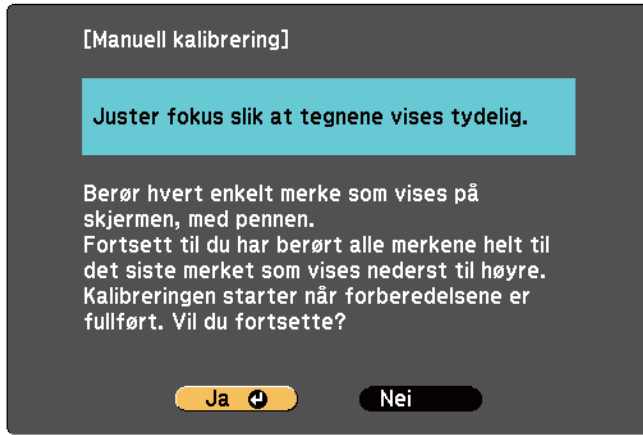 [Manuell kalibrering]
Juster fokus slik at tegnene vises tydelig.
Berør hvert enkelt merke som vises på
skjermen, med pennen.
Fortsett til du har berørt alle merkene helt til
det siste merket som vises nederst til høyre.
Kalibreringen starter når forberedelsene er
fullført. Vil du fortsette?
Ja
Nei